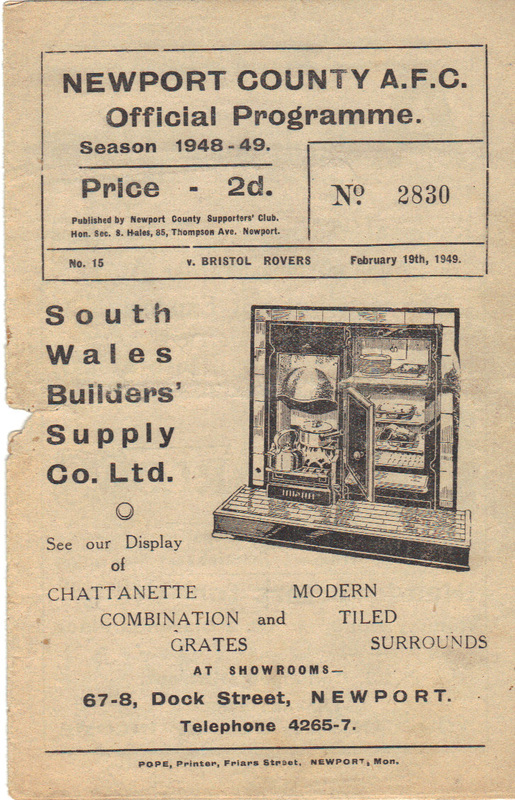 NEWPORT COUNTY A.F.C.
Official Programme.
Season 1948-49.
Price - 2d.
Published by Newport County Supporters' Club.
Hon. Sec. S. Hales, 85, Thompson Ave. Newport.
No. 2830
No. 15 v. BRISTOL ROVERS February 19th, 1949.
South
Wales
Builders'
Supply
Co. Ltd.
See our Display
of
CHATTANETTE MODERN
COMBINATION and TILED
GRATES SURROUNDS
AT SHOWROOMS—
67-8, Dock Street, NEWPORT.
Telephone 4265-7.
POPE, Printer, Friars Street, NEWPORT, Mon.